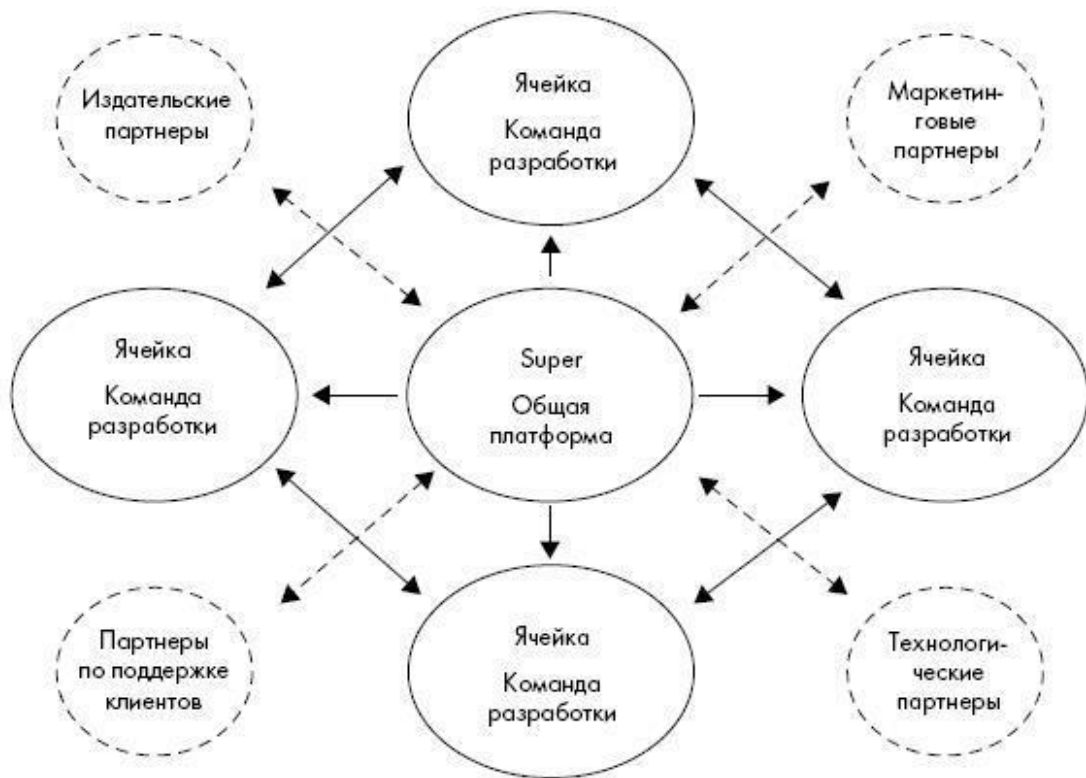 Издательские
партнеры
Ячейка
Команда
разработки
Маркетин-
говые
партнеры
Ячейка
Команда
разработки
Super
Общая
платформа
Ячейка
Команда
разработки
Партнеры
по поддержке
клиентов
Ячейка
Команда
разработки
Технологи-
ческие
партнеры